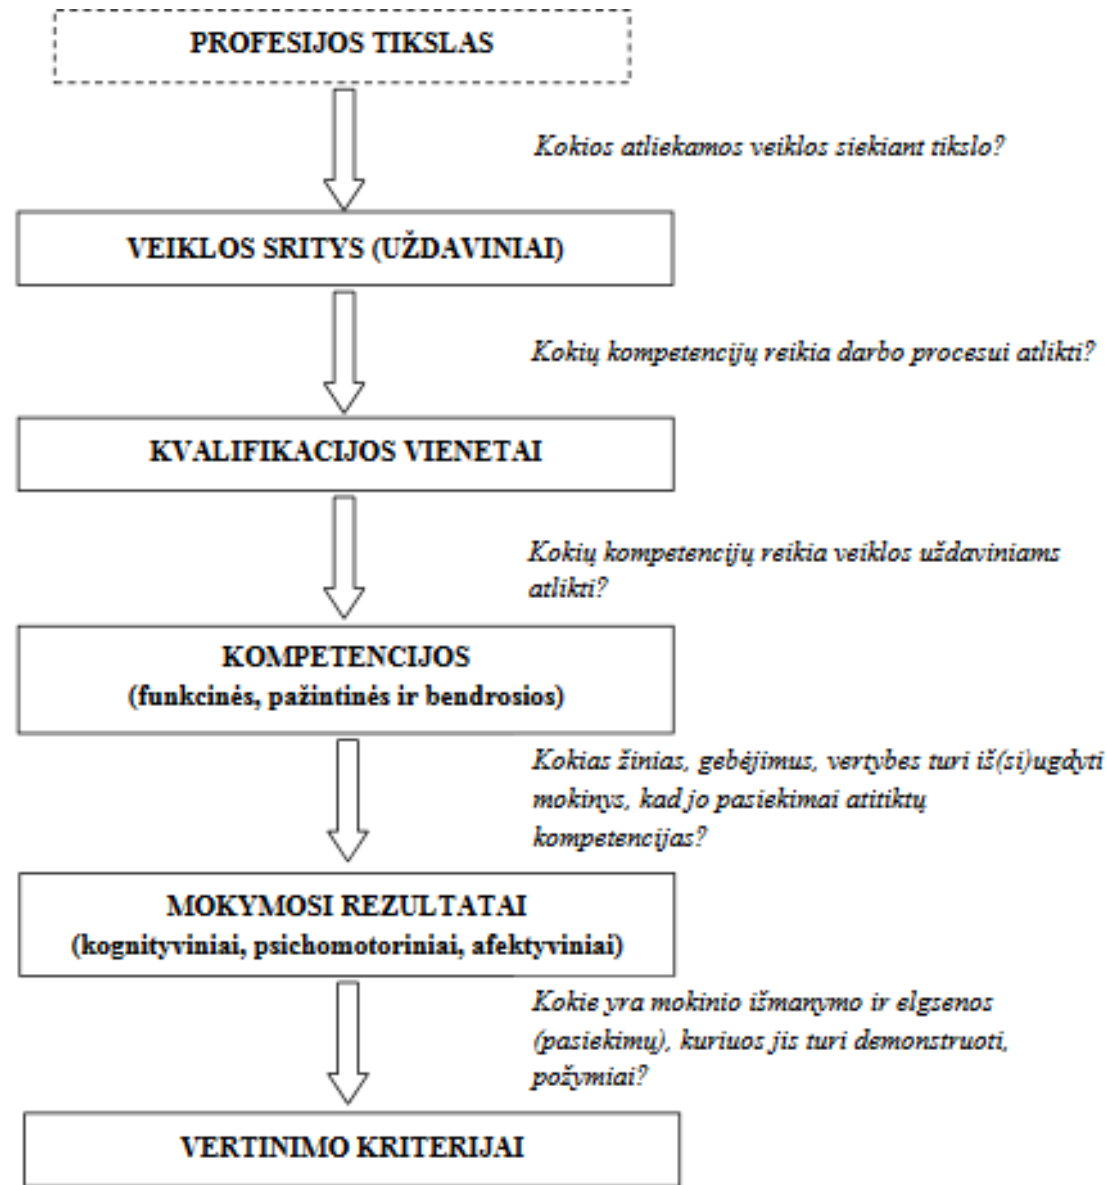 PROFESIJOS TIKSLAS
Kokios atliekamos veiklos siekiant tikslo?
VEIKLOS SRITYS (UŽDAVINIAI)
Kokių kompetencijų reikia darbo procesui atlikti?
KVALIFIKACIJOS VIENETAI
Kokių kompetencijų reikia veiklos uždaviniams
atlikti?
KOMPETENCIJOS
(funkcinės, pažintinės ir bendrosios)
Kokias žinias, gebėjimus, vertybes turi iš(si)ugdyti
mokinys, kad jo pasiekimai atitiktų
kompetencijas?
MOKYMOSI REZULTATAI
(kognityviniai, psichomotoriniai, afektyviniai)
Kokie yra mokinio išmanymo ir elgsenos
(pasiekimų), kuriuos jis turi demonstruoti,
požymiai?
VERTINIMO KRITERIJAI